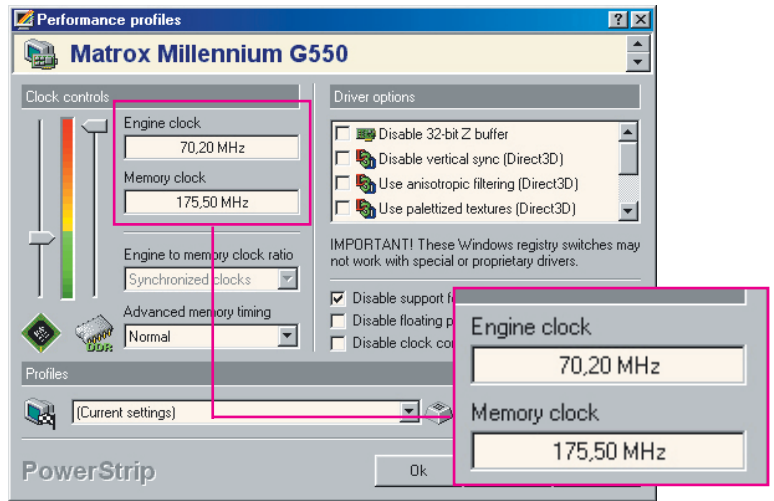 Performance profiles
Matrox Millennium G550
Clock controls
Engine clock
70,20 MHz
Memory clock
175,50 MHz
Engine to memory clock ratio
Synchronized clocks
Advanced memory timing
Normal
DDR
Driver options
Disable 32-bit Z buffer
Disable vertical sync (Direct3D)
Use anisotropic filtering (Direct3D)
Use palettized textures (Direct3D)
IMPORTANT! These Windows registry switches may
not work with special or proprietary drivers.
Disable support
Disable floating
Disable clock
Profiles
(Current settings)
PowerStrip
Ok
Engine clock
70,20 MHz
Memory clock
175,50 MHz